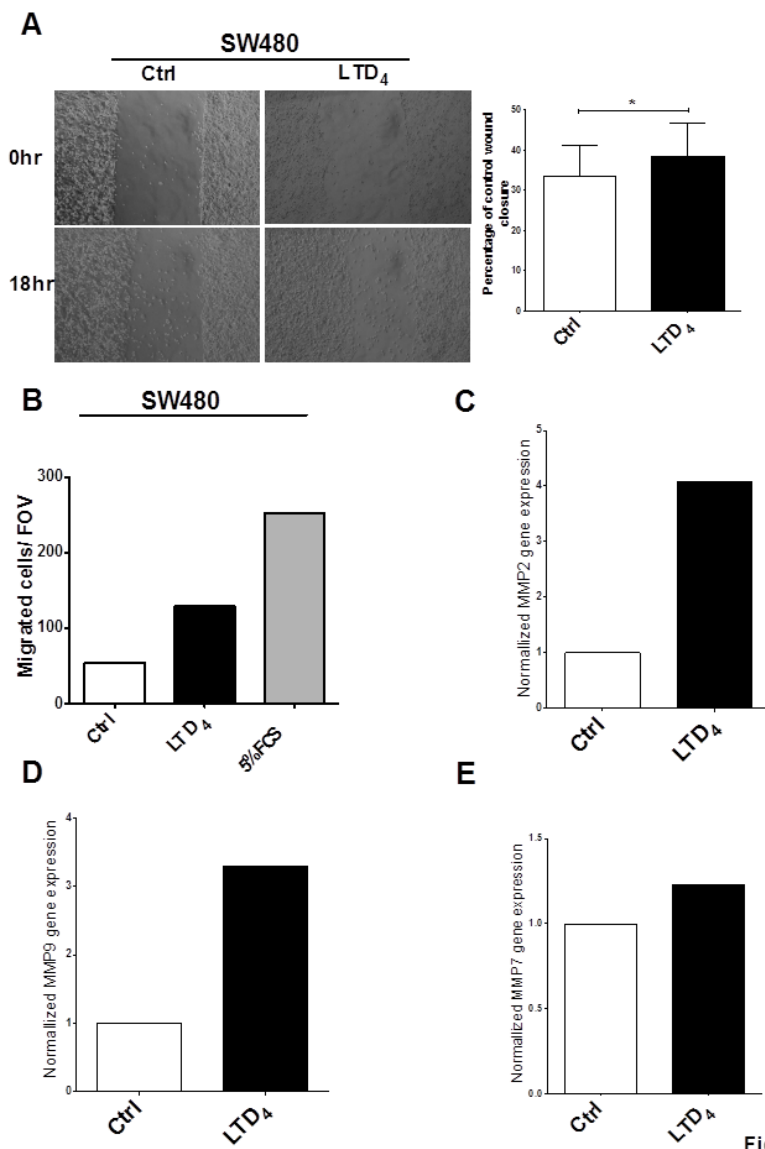 A
SW480
Ctrl LTD4
0hr
18hr
Percentage of control wound
closure
50
40
30
20
10
0
*
Ctrl LTD4
B
SW480
Migrated cells/ FOV
300
200
100
0
Ctrl LTD4 5%FCS
C
Normallized MMP2 gene expression
5
4
3
2
1
0
Ctrl LTD4
D
Normallized MMP9 gene expression
4
3
2
1
0
Ctrl LTD4
E
Normallized MMP7 gene expression
1.5
1.0
0.5
0.0
Ctrl LTD4